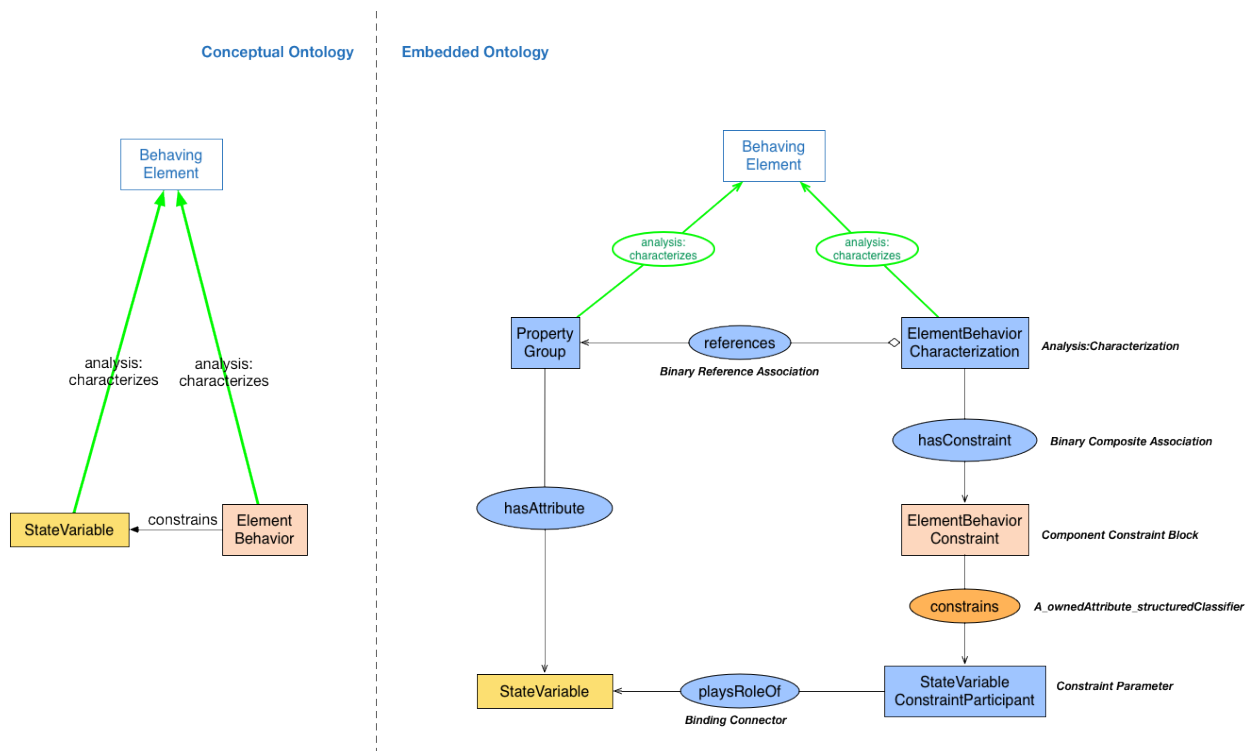 Conceptual Ontology
Embedded Ontology
Behaving
Element
analysis:
characterizes
analysis:
characterizes
StateVariable
constrains
Element
Behavior
Behaving
Element
analysis:
characterizes
analysis:
characterizes
Property
Group
references
Binary Reference Association
ElementBehavior
Characterization
Analysis:Characterization
hasConstraint
Binary Composite Association
hasAttribute
ElementBehavior
Constraint
Component Constraint Block
constrains
A_ownedAttribute_structuredClassifier
StateVariable
playsRoleOf
Binding Connector
StateVariable
ConstraintParticipant
Constraint Parameter